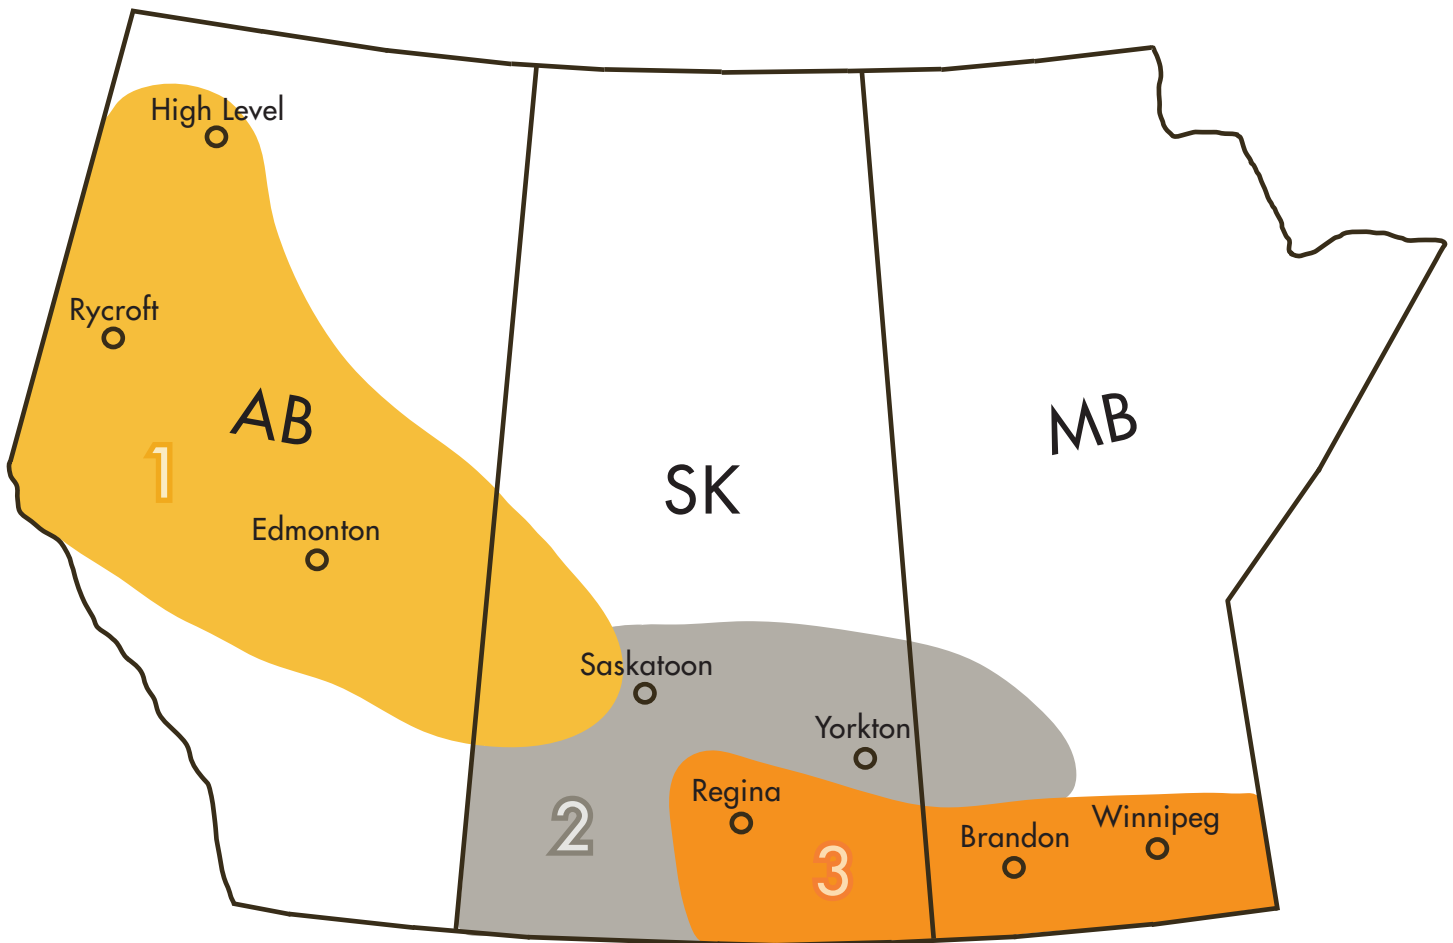 High Level
Rycroft
AB
MB
1
SK
Edmonton
Saskatoon
Yorkton
Regina
2
Winnipeg
Brandon
3